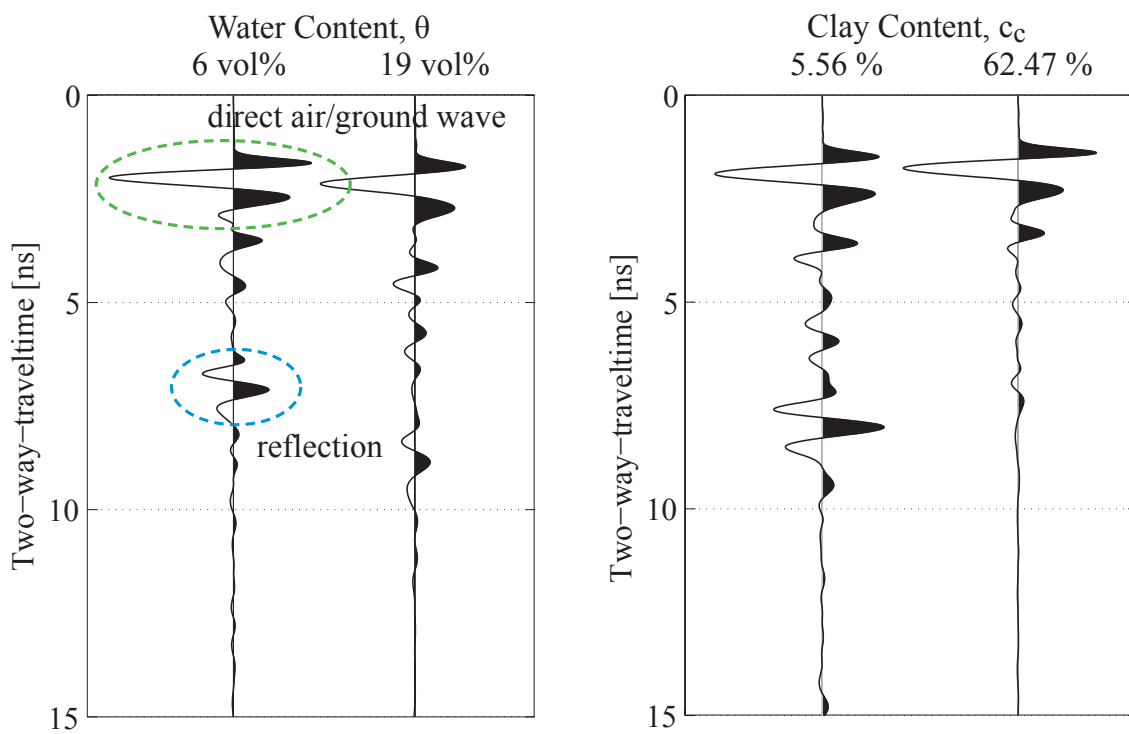 Water Content, θ
6 vol% 19 vol%
direct air/ground wave
reflection
0
5
10
15
Two−way−traveltime [ns]
Clay Content, cc
5.56 % 62.47 %
0
5
10
15
Two−way−traveltime [ns]